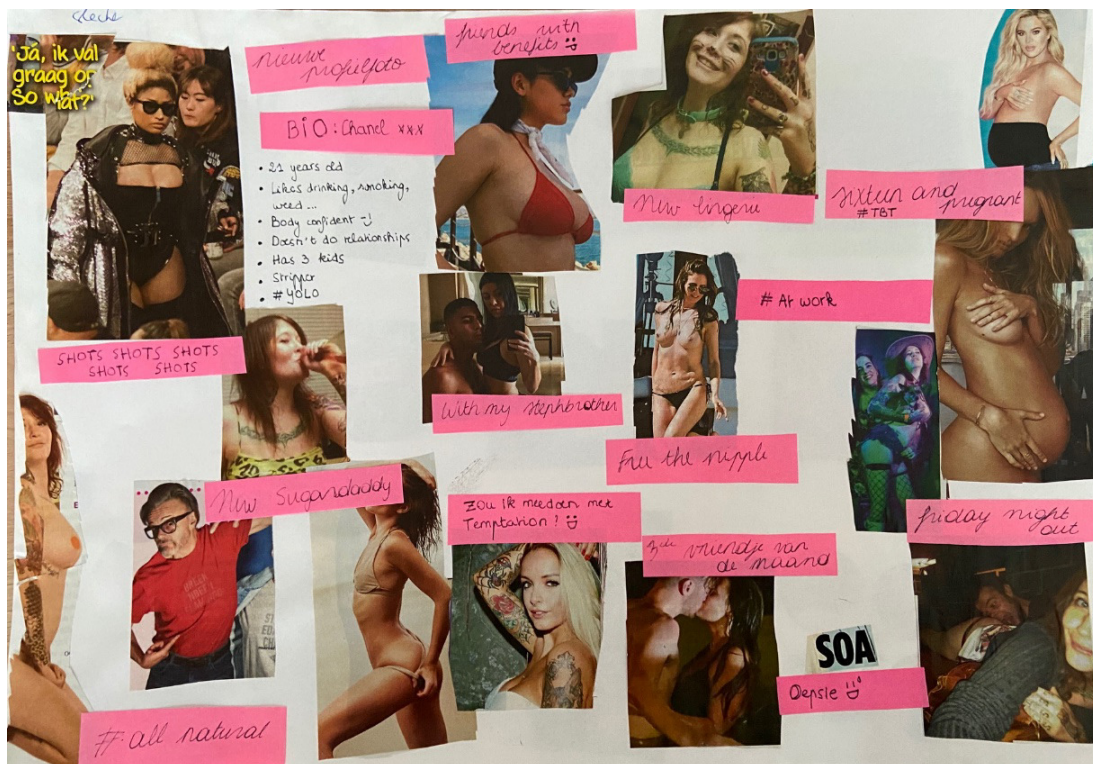 Sletche
'Ja, ik val
graag op
So what?'
nieuwe
profielfoto
friends with
benefits
BiO: Chanel xxx
• 21 years old
• Likes drinking, smoking,
weed ...
• Body confident
• Doesn't do relationships
• Has 3 kids
• Stripper
• # YOLO
New lingerie
sixteen and
pregnant
#TBT
SHOTS SHOTS SHOTS
SHOTS SHOTS
With my stephbrother
# At work
Free the nipple
New Sugardaddy
Zou ik meedoen met
Temptation!
3de vriendje van
de maand
friday night
out
SOA
Oepsie
#all natural